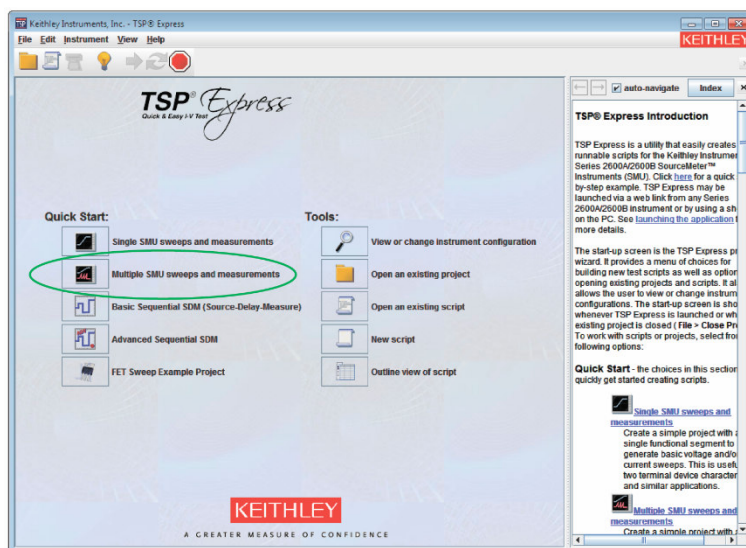 Keithley Instruments, Inc. - TSP® Express
File Edit Instrument View Help
KEITHLEY
TSP® Express
Quick & Easy I-V Test
Quick Start:
Single SMU sweeps and measurements
Multiple SMU sweeps and measurements
Basic Sequential SDM (Source-Delay-Measure)
Advanced Sequential SDM
FET Sweep Example Project
Tools:
View or change instrument configuration
Open an existing project
Open an existing script
New script
Outline view of script
KEITHLEY
A GREATER MEASURE OF CONFIDENCE
auto-navigate Index
TSP® Express Introduction
TSP Express is a utility that easily creates
runnable scripts for the Keithley Instrumen
Series 2600A/2600B SourceMeter™
Instruments (SMU). Click here for a quick
by-step example. TSP Express may be
launched via a web link from any Series
2600A/2600B instrument or by using a sh
on the PC. See launching the application
more details.
The start-up screen is the TSP Express pr
wizard. It provides a menu of choices for
building new test scripts as well as option
opening existing projects and scripts. It al
allows the user to view or change instrum
configurations. The start-up screen is sho
whenever TSP Express is launched or wh
existing project is closed ( File > Close Pr
To work with scripts or projects, select fro
following options:
Quick Start - the choices in this section
quickly get started creating scripts.
Single SMU sweeps and
measurements
Create a simple project with a
single functional segment to
generate basic voltage and/o
current sweeps. This is usefu
two terminal device character
and similar applications.
Multiple SMU sweeps and
measurements
Create a simple project with